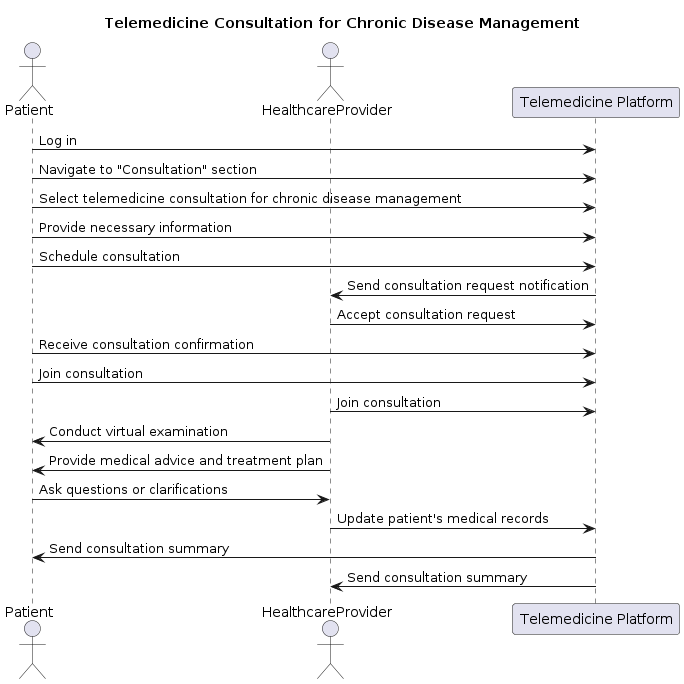 Telemedicine Consultation for Chronic Disease Management
Patient
HealthcareProvider
Telemedicine Platform
Log in
Navigate to "Consultation" section
Select telemedicine consultation for chronic disease management
Provide necessary information
Schedule consultation
Send consultation request notification
Accept consultation request
Receive consultation confirmation
Join consultation
Join consultation
Conduct virtual examination
Provide medical advice and treatment plan
Ask questions or clarifications
Update patient's medical records
Send consultation summary
Send consultation summary
Patient
HealthcareProvider
Telemedicine Platform